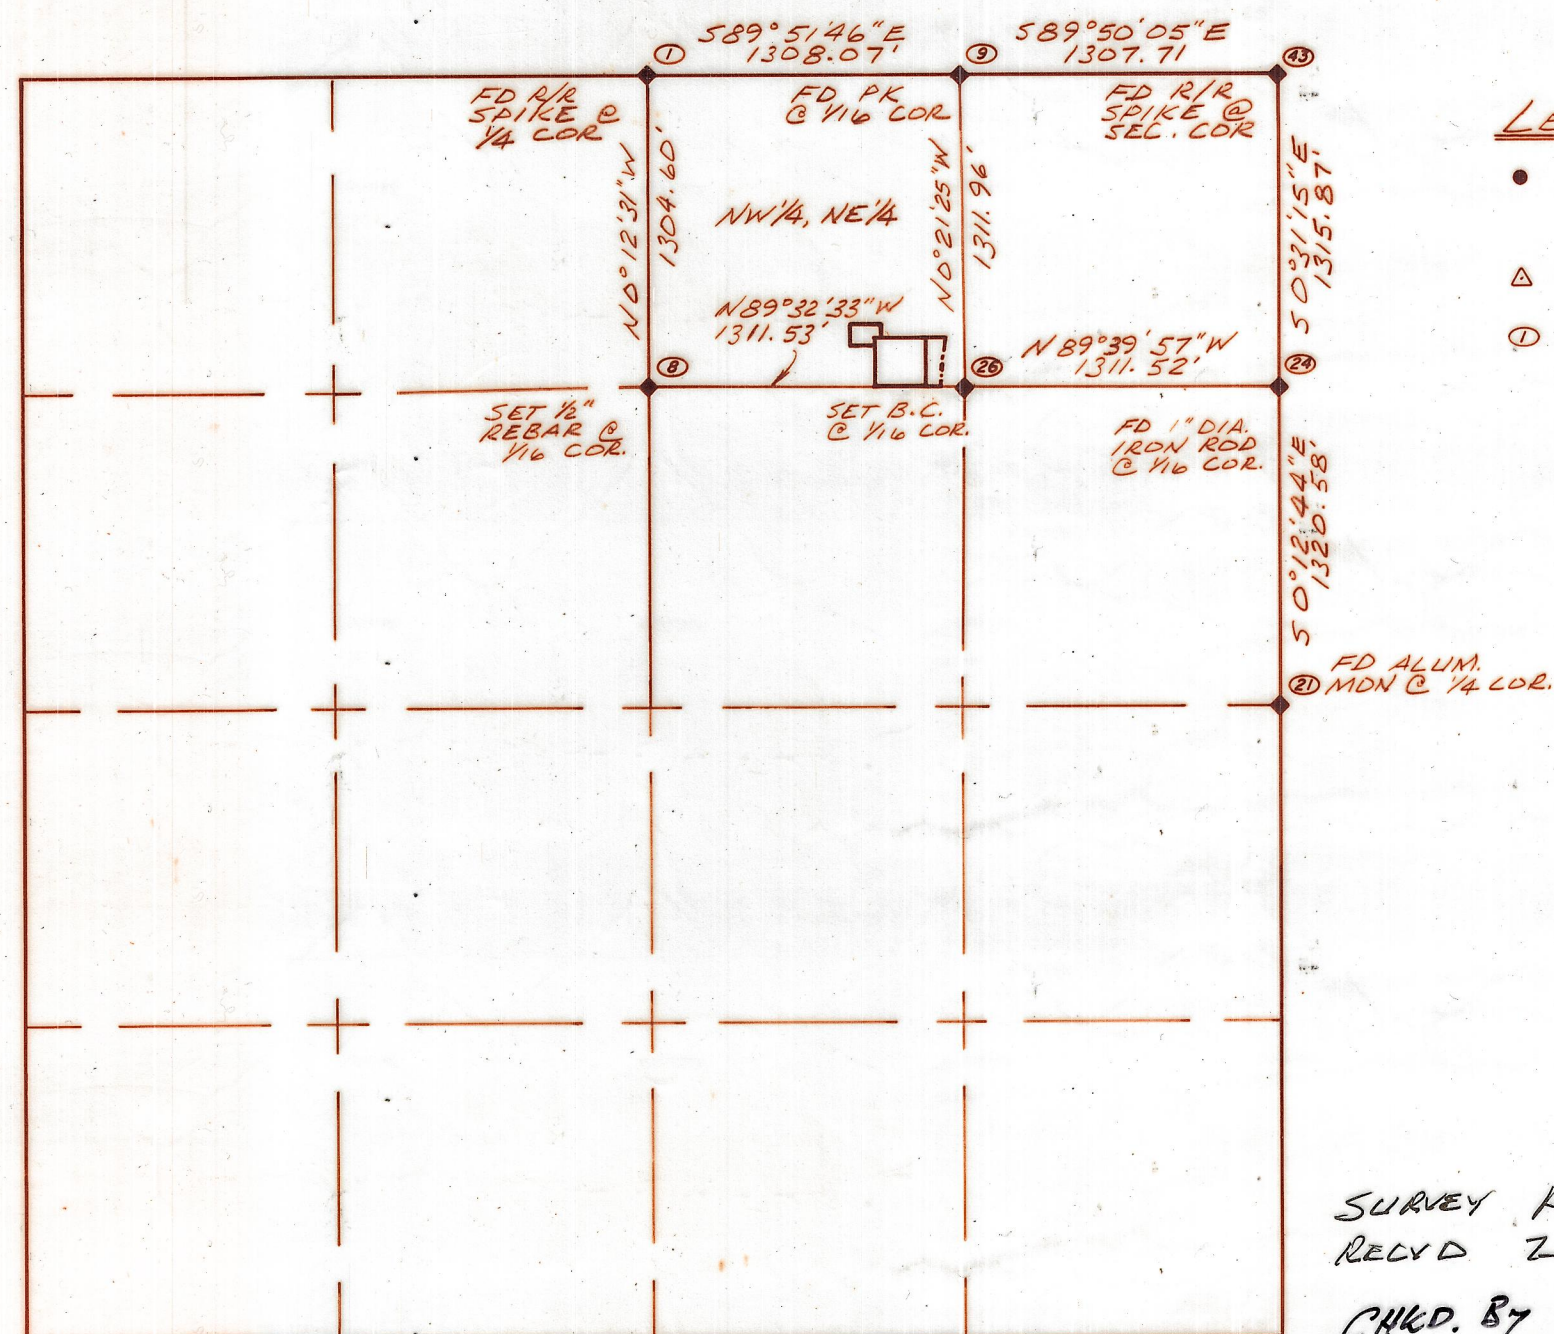 S89°51'46"E
1308.07'
S89°50'05"E
1307.71
1
9
43
FD R/R
SPIKE @
1/4 COR
FD PK
@ 1/16 COR
FD R/R
SPIKE @
SEC. COR
N0°12'31"W
1304.60'
NW1/4, NE1/4
N0°21'25"W
1311.96'
S0°31'15"E
1315.87'
1
N89°32'33"W
1311.53'
N89°39'57"W
1311.52'
8
26
24
SET 1/2"
REBAR @
1/16 COR.
SET B.C.
@ 1/16 COR.
FD 1" DIA.
IRON ROD
@ 1/16 COR.
S0°12'44"E
1320.58'
21
FD ALUM.
MON @ 1/4 COR.
SURVEY
RECVD
CHKD. BY